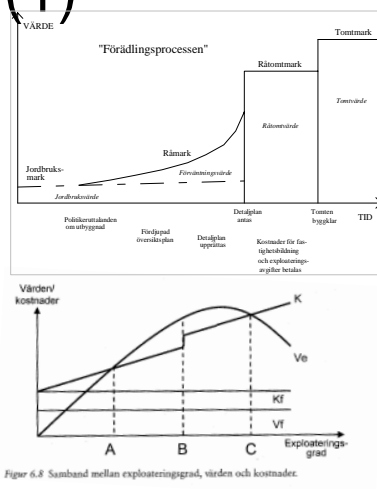 VÄRDE
"Förädlingsprocessen"
Tomtmark
Råtomtmark
Tomtvärde
Råtomtvärde
Råmark
Förväntningsvärde
Jordbruks-
mark
Jordbruksvärde
Detaljplan
antas
Tomten
byggklar
TID
Politikeruttalanden
om utbyggnad
Fördjupad
översiktsplan
Detaljplan
upprättas
Kostnader för fas-
tighetsbildning
och exploaterings-
avgifter betalas
Värden/
kostnader
K
Ve
Kf
Vf
A B C
Exploaterings-
grad
Figur 6.8 Samband mellan exploateringsgrad, värden och kostnader.